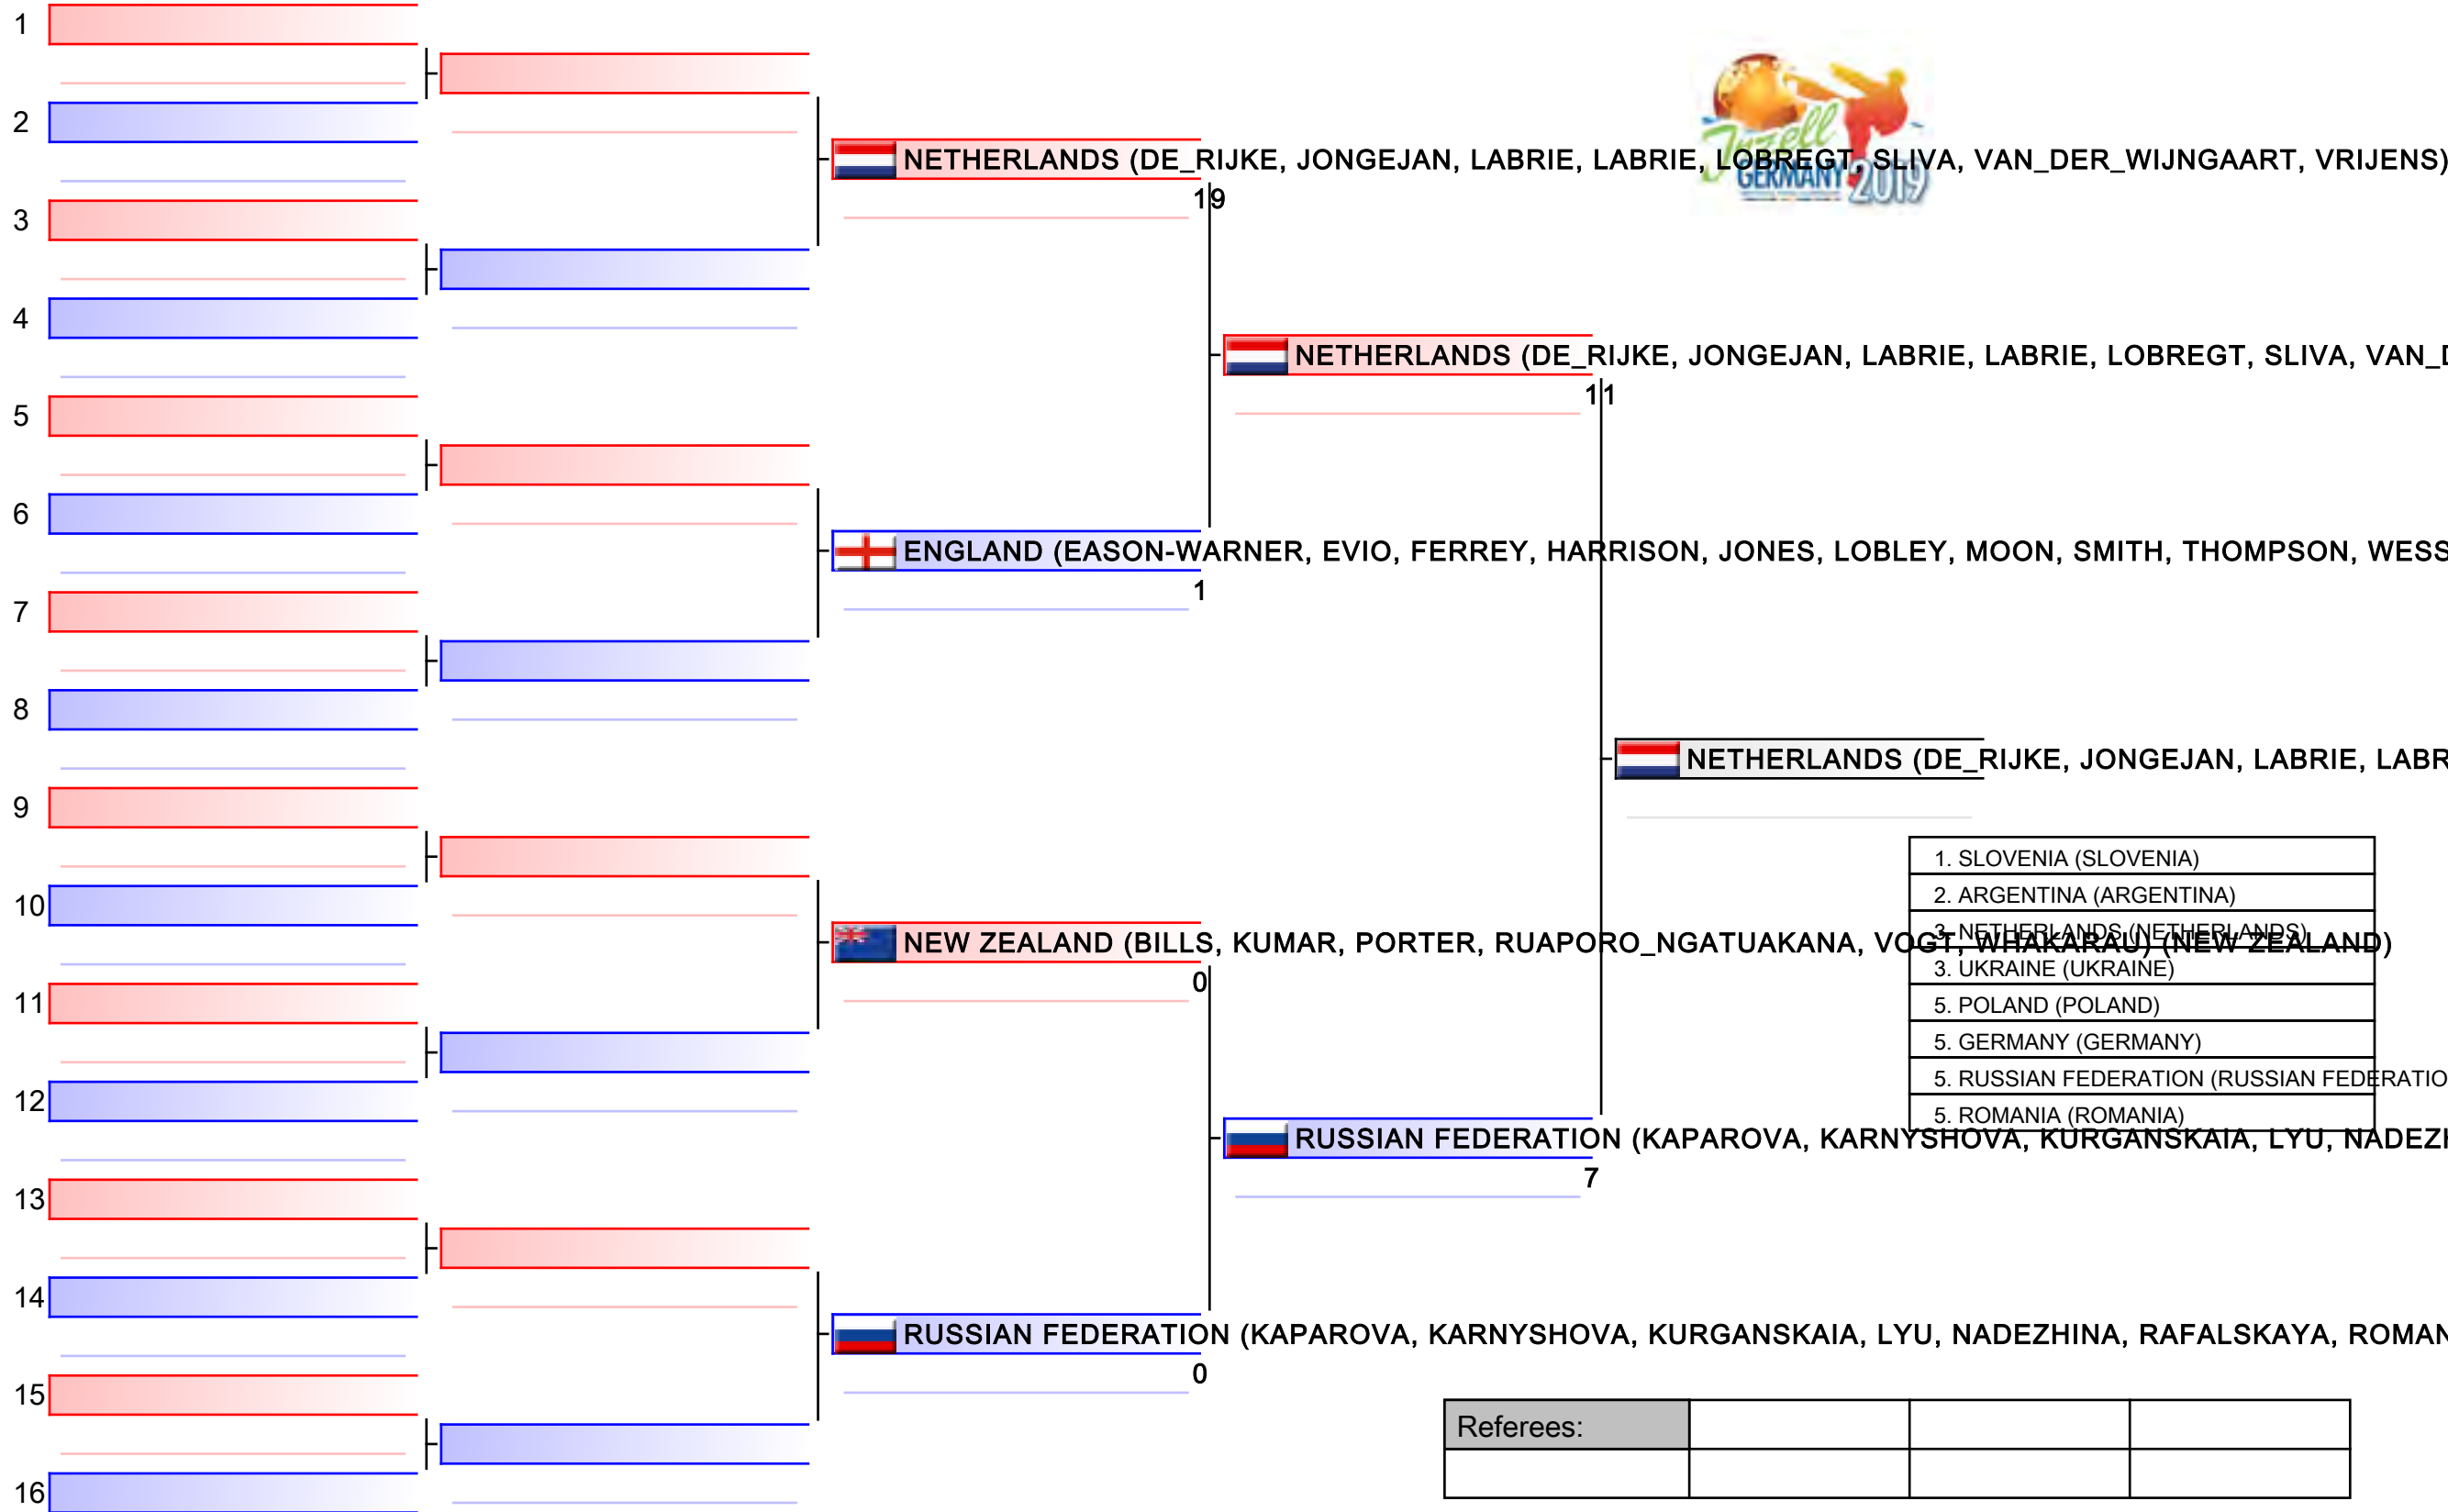 1
2
Inzell
GERMANY 2019
NETHERLANDS (DE_RIJKE, JONGEJAN, LABRIE, LABRIE, LOBREGT, SLIVA, VAN_DER_WIJNGAART, VRIJENS)
19
3
4
NETHERLANDS (DE_RIJKE, JONGEJAN, LABRIE, LABRIE, LOBREGT, SLIVA, VAN_D
11
5
6
ENGLAND (EASON-WARNER, EVIO, FERREY, HARRISON, JONES, LOBLEY, MOON, SMITH, THOMPSON, WESS
1
7
8
NETHERLANDS (DE_RIJKE, JONGEJAN, LABRIE, LABR
9
1. SLOVENIA (SLOVENIA)
10
2. ARGENTINA (ARGENTINA)
3. NETHERLANDS (NETHERLANDS)
NEW ZEALAND (BILLS, KUMAR, PORTER, RUAPORO_NGATUAKANA, VOGT, WHAKARAU) (NEW ZEALAND)
0
3. UKRAINE (UKRAINE)
11
5. POLAND (POLAND)
5. GERMANY (GERMANY)
5. RUSSIAN FEDERATION (RUSSIAN FEDERATIO
12
5. ROMANIA (ROMANIA)
RUSSIAN FEDERATION (KAPAROVA, KARNYSHOVA, KURGANSKAIA, LYU, NADEZH
7
13
14
RUSSIAN FEDERATION (KAPAROVA, KARNYSHOVA, KURGANSKAIA, LYU, NADEZHINA, RAFALSKAYA, ROMAN
0
15
Referees:
16